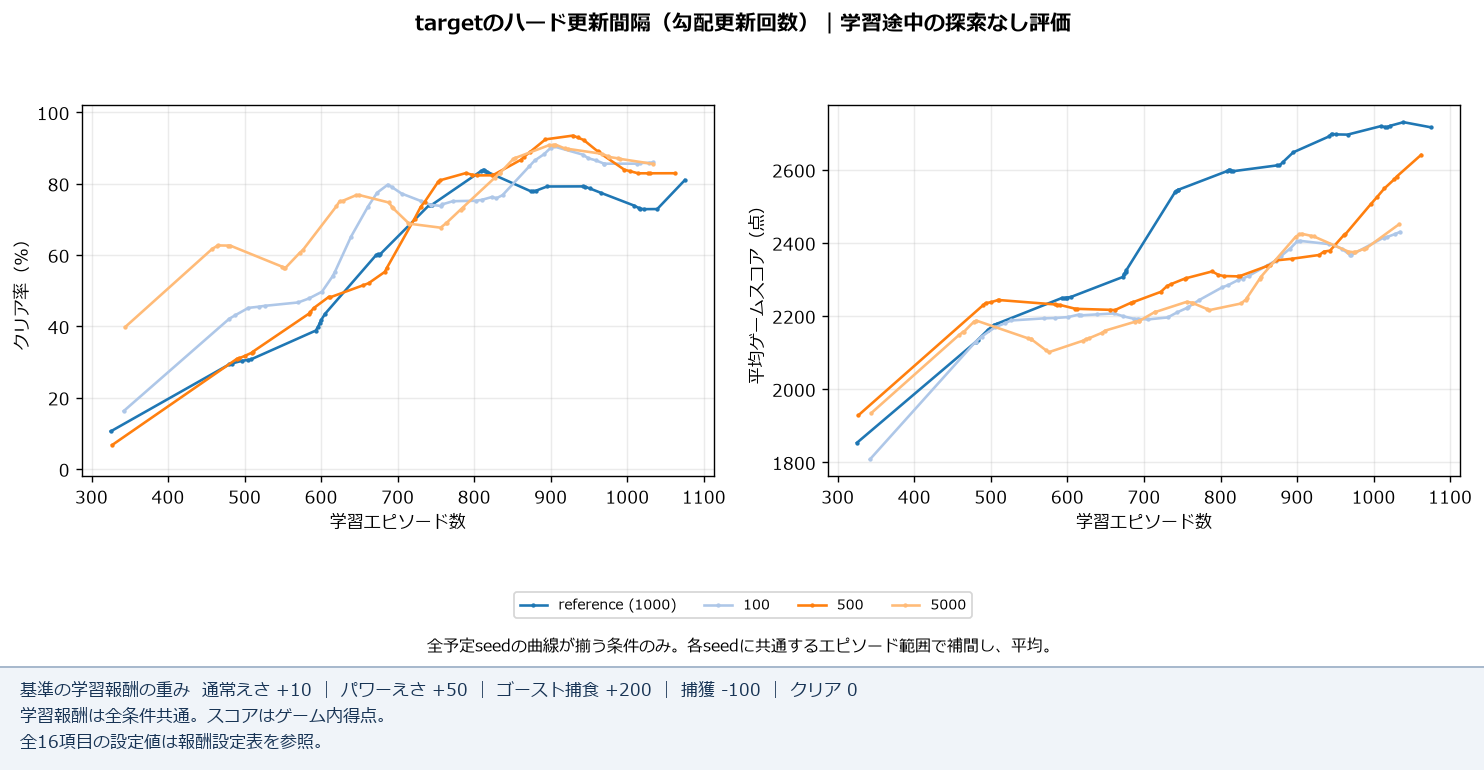 targetのハード更新間隔（勾配更新回数）｜学習途中の探索なし評価
クリア率（%）
100
80
60
40
20
0
300 400 500 600 700 800 900 1000 1100
学習エピソード数
平均ゲームスコア（点）
2600
2400
2200
2000
1800
300 400 500 600 700 800 900 1000 1100
学習エピソード数
reference (1000) 100 500 5000
全予定seedの曲線が揃う条件のみ。各seedに共通するエピソード範囲で補間し、平均。
基準の学習報酬の重み 通常えさ +10 ｜ パワーえさ +50 ｜ ゴースト捕食 +200 ｜ 捕獲 -100 ｜ クリア 0
学習報酬は全条件共通。スコアはゲーム内得点。
全16項目の設定値は報酬設定表を参照。